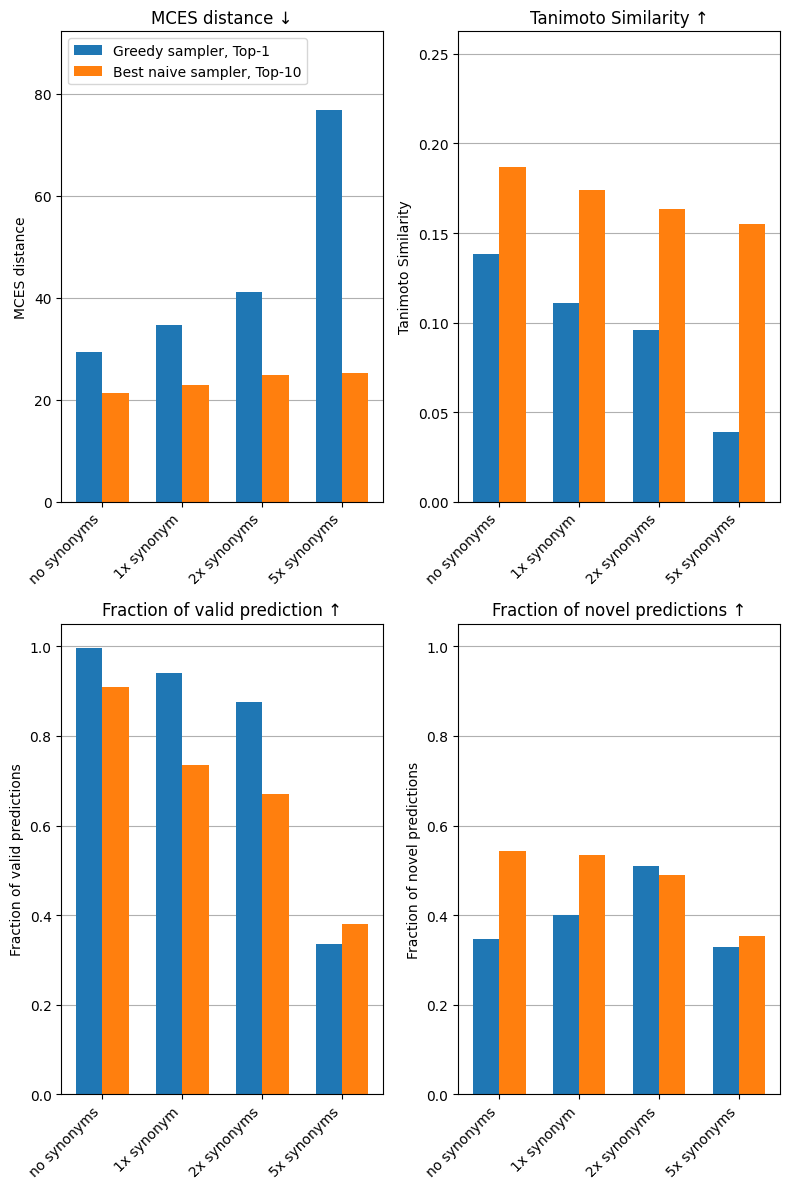 MCES distance ↓
Greedy sampler, Top-1
Best naive sampler, Top-10
MCES distance
80
60
40
20
0
no synonyms
1x synonym
2x synonyms
5x synonyms
Tanimoto Similarity ↑
Tanimoto Similarity
0.25
0.20
0.15
0.10
0.05
0.00
no synonyms
1x synonym
2x synonyms
5x synonyms
Fraction of valid prediction ↑
Fraction of valid predictions
1.0
0.8
0.6
0.4
0.2
0.0
no synonyms
1x synonym
2x synonyms
5x synonyms
Fraction of novel predictions ↑
Fraction of novel predictions
1.0
0.8
0.6
0.4
0.2
0.0
no synonyms
1x synonym
2x synonyms
5x synonyms